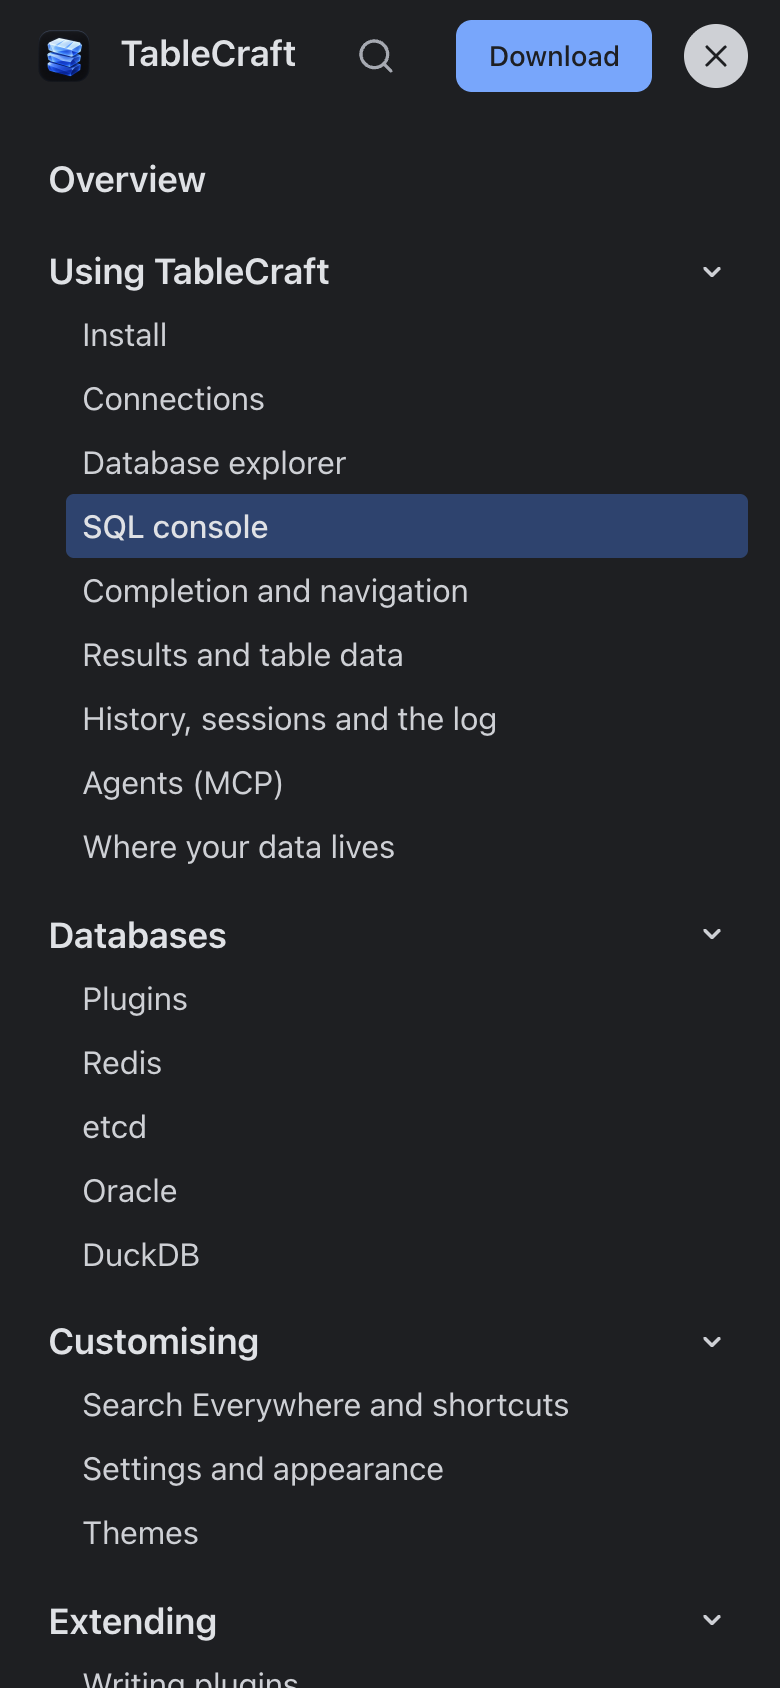 TableCraft
Download
Overview
Using TableCraft
Install
Connections
Database explorer
SQL console
Completion and navigation
Results and table data
History, sessions and the log
Agents (MCP)
Where your data lives
Databases
Plugins
Redis
etcd
Oracle
DuckDB
Customising
Search Everywhere and shortcuts
Settings and appearance
Themes
Extending
Writing plugins